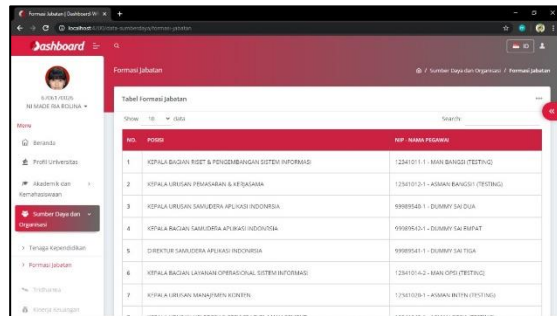 Formasi Jabatan | Dashboard W
localhost
Dashboard
ID
Formasi Jabatan
/ Sumber Daya dan Organisasi / Formasi Jabatan
NI MADE RIA ROLINA
Menu
Beranda
Profil Universitas
Akademik dan
Kemahasiswaan
Sumber Daya dan
Organisasi
Tenaga Kependidikan
Formasi Jabatan
Tridharma
Kinerja Keuangan
Tabel Formasi Jabatan
Show 10 data
Search:
NO. POSISI NIP - NAMA PEGAWAI
1 KEPALA BAGIAN RISET & PENGEMBANGAN SISTEM INFORMASI 12341011-1 - MAN BANGSI (TESTING)
2 KEPALA URUSAN PEMASARAN & KERJASAMA 12341012-1 - ASMAN BANGSI1 (TESTING)
3 KEPALA URUSAN SAMUDERA APLIKASI INDONESIA 99989540-1 - DUMMY SAI DUA
4 KEPALA BAGIAN SAMUDERA APLIKASI INDONESIA 99989542-1 - DUMMY SAI EMPAT
5 DIREKTUR SAMUDERA APLIKASI INDONESIA 99989541-1 - DUMMY SAI TIGA
6 KEPALA BAGIAN LAYANAN OPERASIONAL SISTEM INFORMASI 12341014-2 - MAN OPSI (TESTING)
7 KEPALA URUSAN MANAJEMEN KONTEN 12341020-1 - ASMAN INTEN (TESTING)